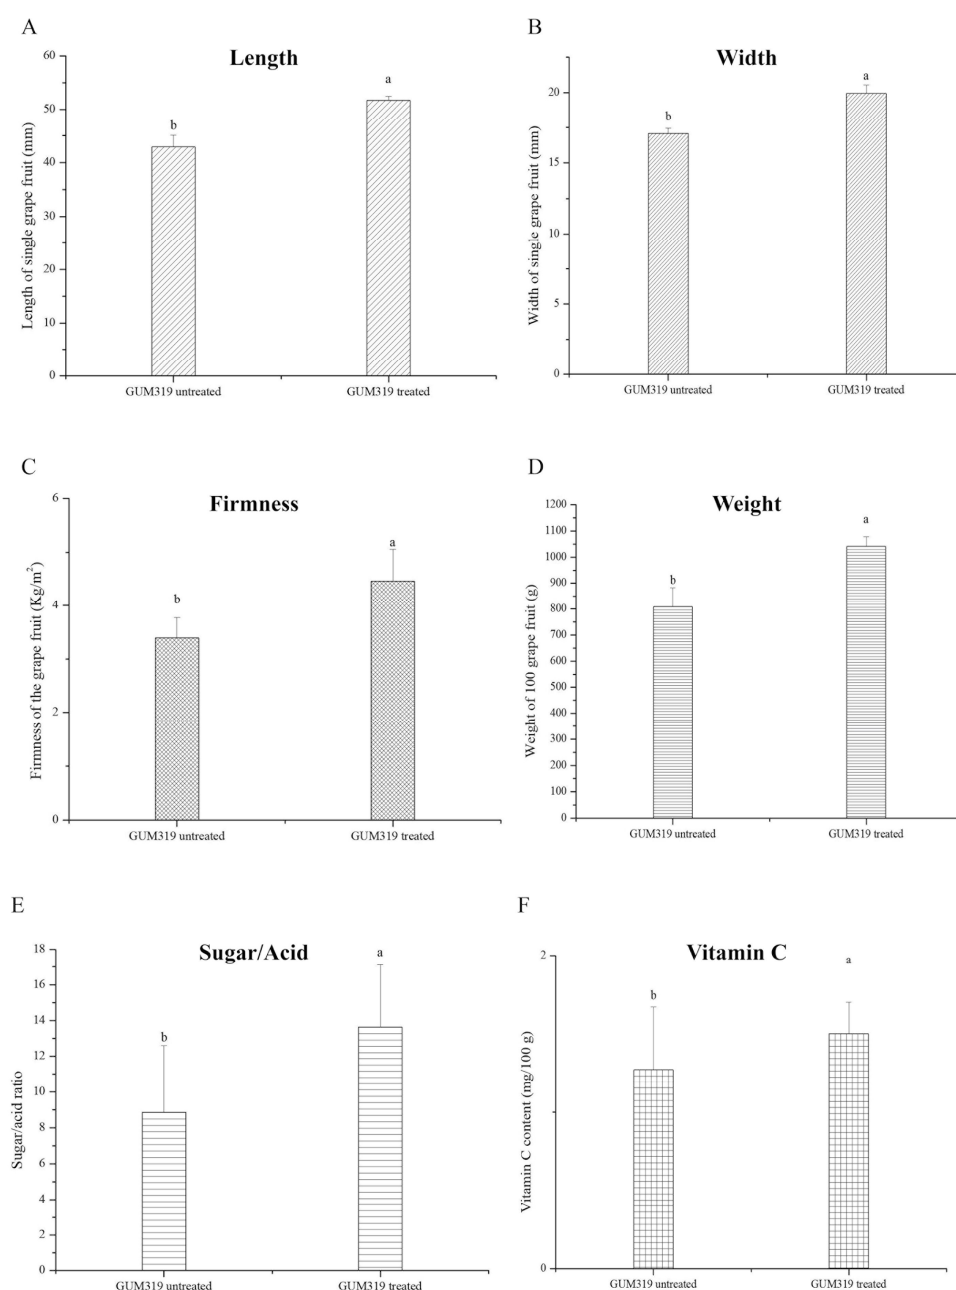 A
Length
Length of single grape fruit (mm)
60
50
40
30
20
10
0
b
a
GUM319 untreated
GUM319 treated
B
Width
Width of single grape fruit (mm)
20
15
10
5
0
b
a
GUM319 untreated
GUM319 treated
C
Firmness
Firmness of the grape fruit (Kg/m²)
6
4
2
0
b
a
GUM319 untreated
GUM319 treated
D
Weight
Weight of 100 grape fruit (g)
1200
1100
1000
900
800
700
600
500
400
300
200
100
0
b
a
GUM319 untreated
GUM319 treated
E
Sugar/Acid
Sugar/acid ratio
18
16
14
12
10
8
6
4
2
0
b
a
GUM319 untreated
GUM319 treated
F
Vitamin C
Vitamin C content (mg/100 g)
2
0
b
a
GUM319 untreated
GUM319 treated